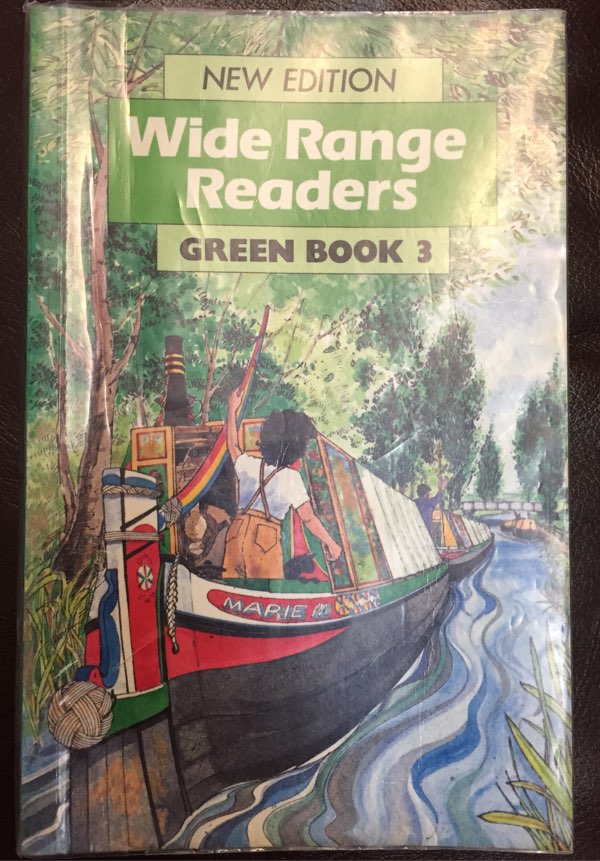 NEW EDITION
Wide Range
Readers
GREEN BOOK 3
MARIE